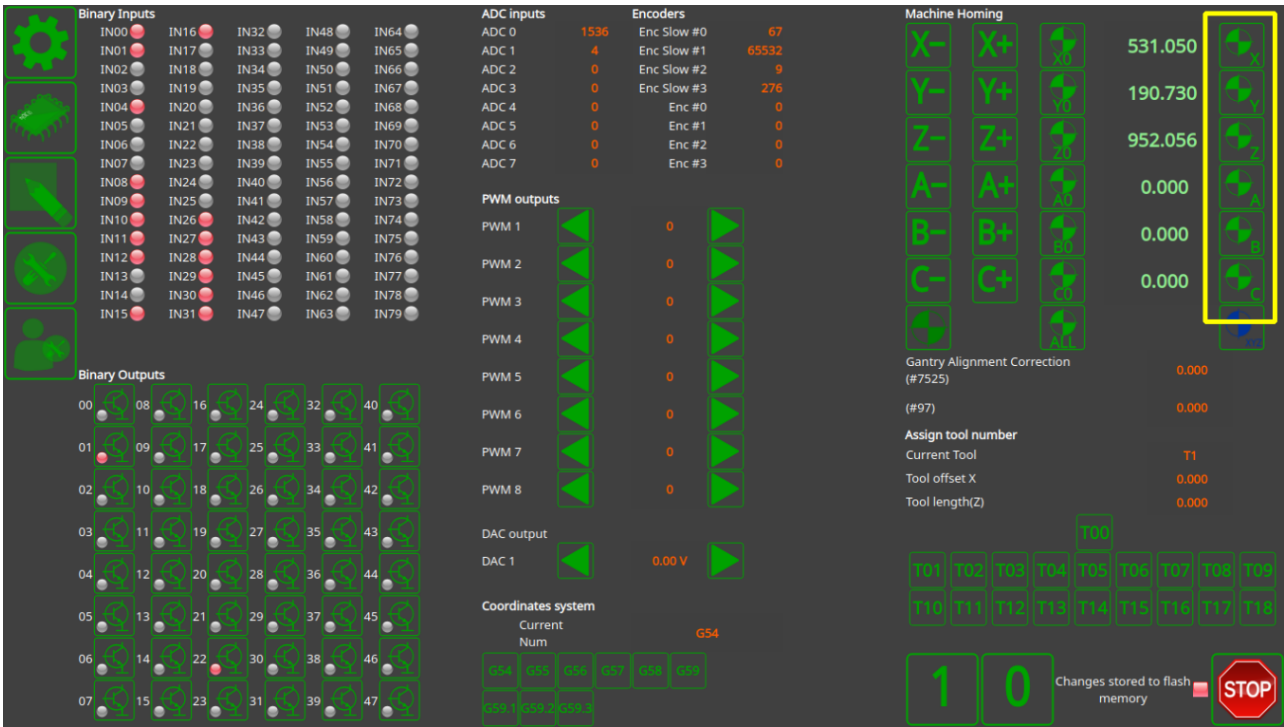 Binary Inputs
IN00 IN16 IN32 IN48 IN64
IN01 IN17 IN33 IN49 IN65
IN02 IN18 IN34 IN50 IN66
IN03 IN19 IN35 IN51 IN67
IN04 IN20 IN36 IN52 IN68
IN05 IN21 IN37 IN53 IN69
IN06 IN22 IN38 IN54 IN70
IN07 IN23 IN39 IN55 IN71
IN08 IN24 IN40 IN56 IN72
IN09 IN25 IN41 IN57 IN73
IN10 IN26 IN42 IN58 IN74
IN11 IN27 IN43 IN59 IN75
IN12 IN28 IN44 IN60 IN76
IN13 IN29 IN45 IN61 IN77
IN14 IN30 IN46 IN62 IN78
IN15 IN31 IN47 IN63 IN79
Binary Outputs
00 08 16 24 32 40
01 09 17 25 33 41
02 10 18 26 34 42
03 11 19 27 35 43
04 12 20 28 36 44
05 13 21 29 37 45
06 14 22 30 38 46
07 15 23 31 39 47
ADC inputs Encoders
ADC 0 1536 Enc Slow #0 67
ADC 1 4 Enc Slow #1 65532
ADC 2 0 Enc Slow #2 9
ADC 3 0 Enc Slow #3 276
ADC 4 0 Enc #0 0
ADC 5 0 Enc #1 0
ADC 6 0 Enc #2 0
ADC 7 0 Enc #3 0
PWM outputs
PWM 1 0
PWM 2 0
PWM 3 0
PWM 4 0
PWM 5 0
PWM 6 0
PWM 7 0
PWM 8 0
DAC output
DAC 1 0.00 V
Coordinates system
Current
Num
G54
G54 G55 G56 G57 G58 G59
G59.1 G59.2 G59.3
Machine Homing
X- X+ X0 531.050 X
Y- Y+ Y0 190.730 Y
Z- Z+ Z0 952.056 Z
A- A+ A0 0.000 A
B- B+ B0 0.000 B
C- C+ C0 0.000 C
ALL XYZ
Gantry Alignment Correction
(#7525)
0.000
(#97) 0.000
Assign tool number
Current Tool T1
Tool offset X 0.000
Tool length(Z) 0.000
T00
T01 T02 T03 T04 T05 T06 T07 T08 T09
T10 T11 T12 T13 T14 T15 T16 T17 T18
1 0
Changes stored to flash
memory
STOP